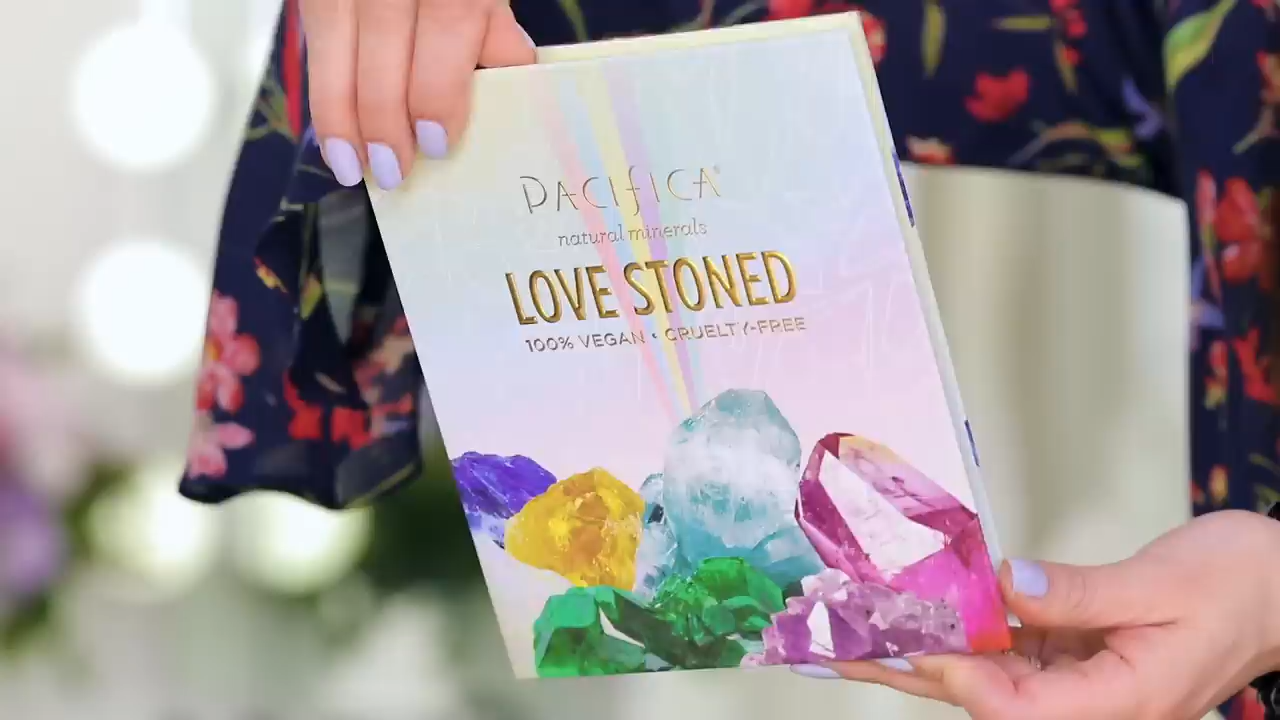 PACIFICA®
natural minerals
LOVE STONED
100% VEGAN • CRUELTY-FREE